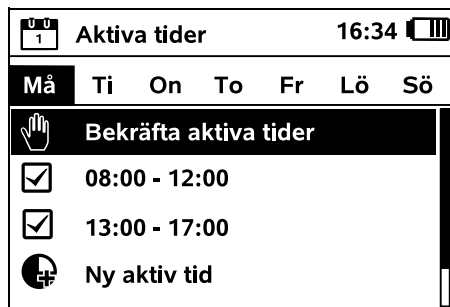 1 Aktiva tider 16:34
Må Ti On To Fr Lö Sö
Bekräfta aktiva tider
08:00 - 12:00
13:00 - 17:00
Ny aktiv tid